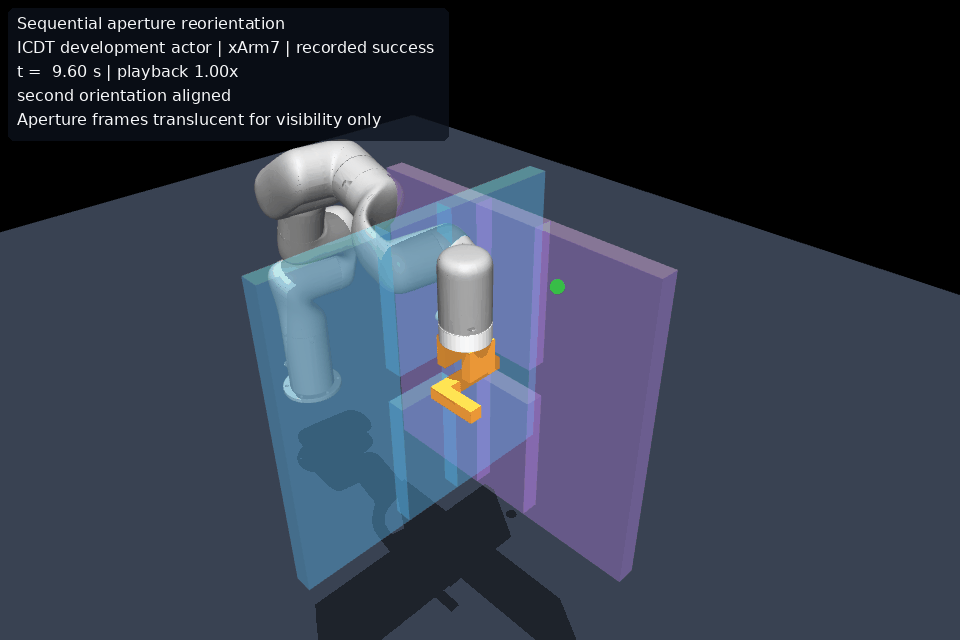 Sequential aperture reorientation
ICDT development actor | xArm7 | recorded success
t =  9.60 s | playback 1.00x
second orientation aligned
Aperture frames translucent for visibility only